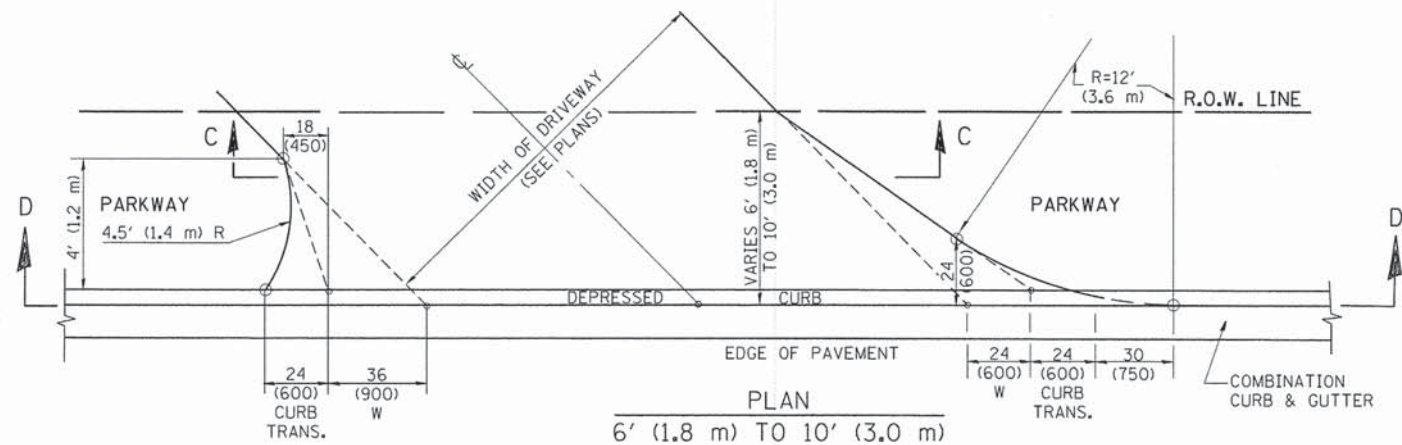 ℄
WIDTH OF DRIVEWAY
(SEE PLANS)
R=12'
(3.6 m)
R.O.W. LINE
C
18
(450)
C
4' (1.2 m)
PARKWAY
4.5' (1.4 m) R
VARIES 6' (1.8 m)
TO 10' (3.0 m)
PARKWAY
D
D
24
(600)
DEPRESSED CURB
EDGE OF PAVEMENT
24
(600)
CURB
TRANS.
36
(900)
W
24
(600)
W
24
(600)
CURB
TRANS.
30
(750)
COMBINATION
CURB & GUTTER
PLAN
6' (1.8 m) TO 10' (3.0 m)